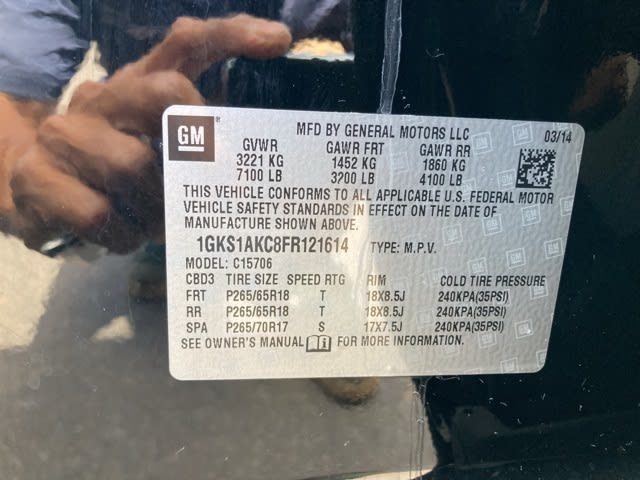 GM
MFD BY GENERAL MOTORS LLC 03/14
GVWR GAWR FRT GAWR RR
3221 KG 1452 KG 1860 KG
7100 LB 3200 LB 4100 LB
THIS VEHICLE CONFORMS TO ALL APPLICABLE U.S. FEDERAL MOTOR
VEHICLE SAFETY STANDARDS IN EFFECT ON THE DATE OF
MANUFACTURE SHOWN ABOVE.
1GKS1AKC8FR121614 TYPE: M.P.V.
MODEL: C15706
CBD3 TIRE SIZE SPEED RTG RIM COLD TIRE PRESSURE
FRT P265/65R18 T 18X8.5J 240KPA(35PSI)
RR P265/65R18 T 18X8.5J 240KPA(35PSI)
SPA P265/70R17 S 17X7.5J 240KPA(35PSI)
SEE OWNER'S MANUAL FOR MORE INFORMATION.